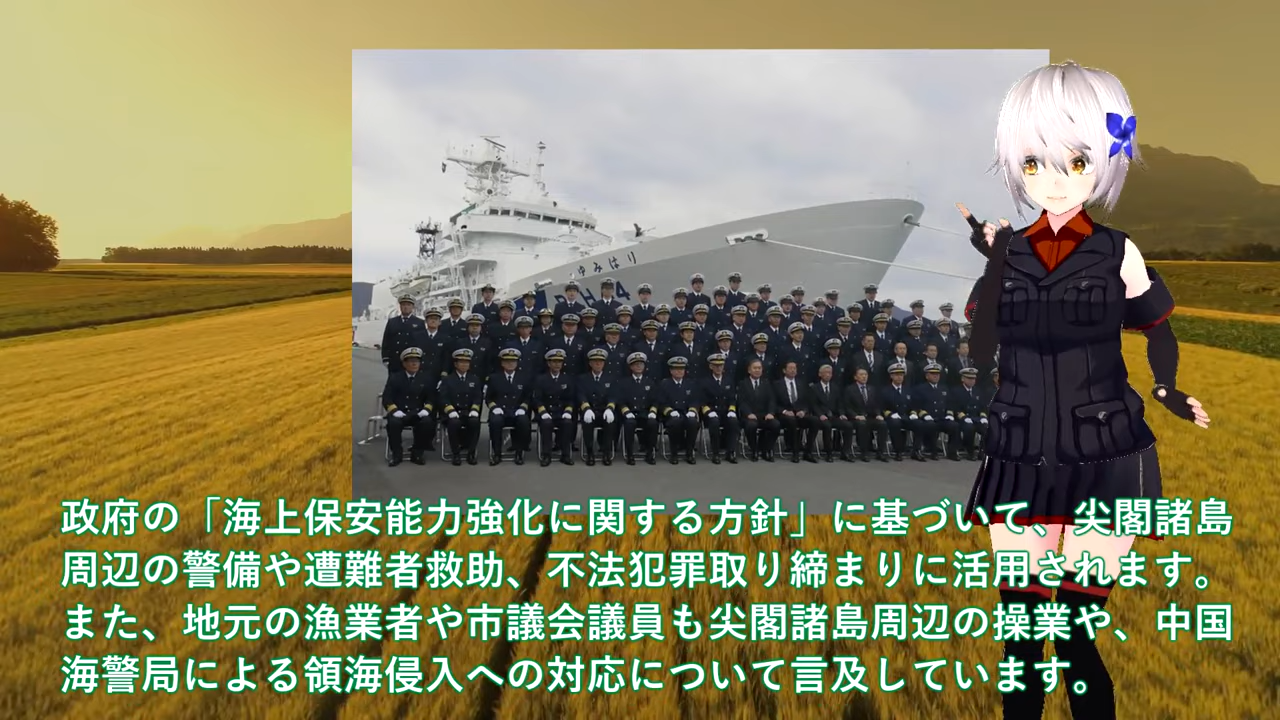 ゆみはり
政府の「海上保安能力強化に関する方針」に基づいて、尖閣諸島
周辺の警備や遭難者救助、不法犯罪取り締まりに活用されます。
また、地元の漁業者や市議会議員も尖閣諸島周辺の操業や、中国
海警局による領海侵入への対応について言及しています。